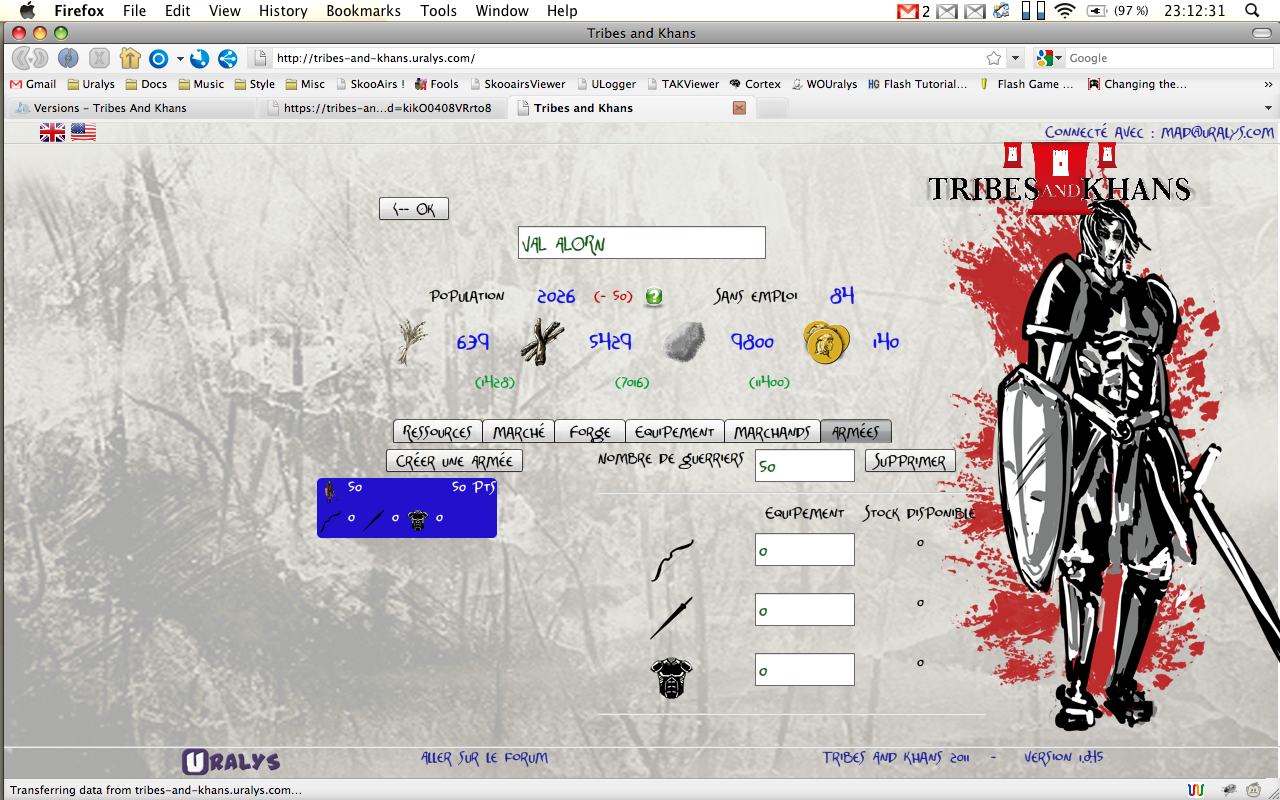 Firefox File Edit View History Bookmarks Tools Window Help 2 (97 %) 23:12:31
Tribes and Khans
http://tribes-and-khans.uralys.com/ Google
Gmail Uralys Docs Music Style Misc SkooAirs ! Fools SkooairsViewer ULogger TAKViewer Cortex WOUralys HG Flash Tutorial... Flash Game ... Changing the... »
Versions - Tribes And Khans https://tribes-an...d=kikO0408VRrto8 Tribes and Khans
Connecté avec : mad@uralys.com
TRIBES AND KHANS
<-- Ok
Val Alorn
Population 2026 (- 50) ? Sans emploi 84
639 5429 9800 140
(1428) (7016) (11400)
Ressources Marché Forge Equipement Marchands Armées
Créer une armée Nombre de guerriers 50 Supprimer
50 50 Pts
0 0 0
Equipement Stock disponible
0 0
0 0
0 0
URALYS Aller sur le forum Tribes and Khans 2011 - version 1.045
Transferring data from tribes-and-khans.uralys.com...